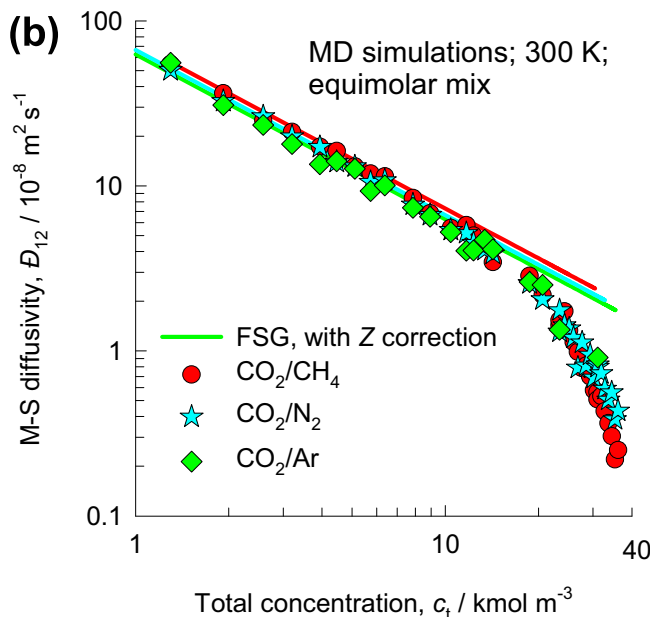 (b)
MD simulations; 300 K;
equimolar mix
100
10
1
0.1
M-S diffusivity, Đ₁₂ / 10⁻⁸ m² s⁻¹
FSG, with Z correction
CO₂/CH₄
CO₂/N₂
CO₂/Ar
1
10
40
Total concentration, cₜ / kmol m⁻³